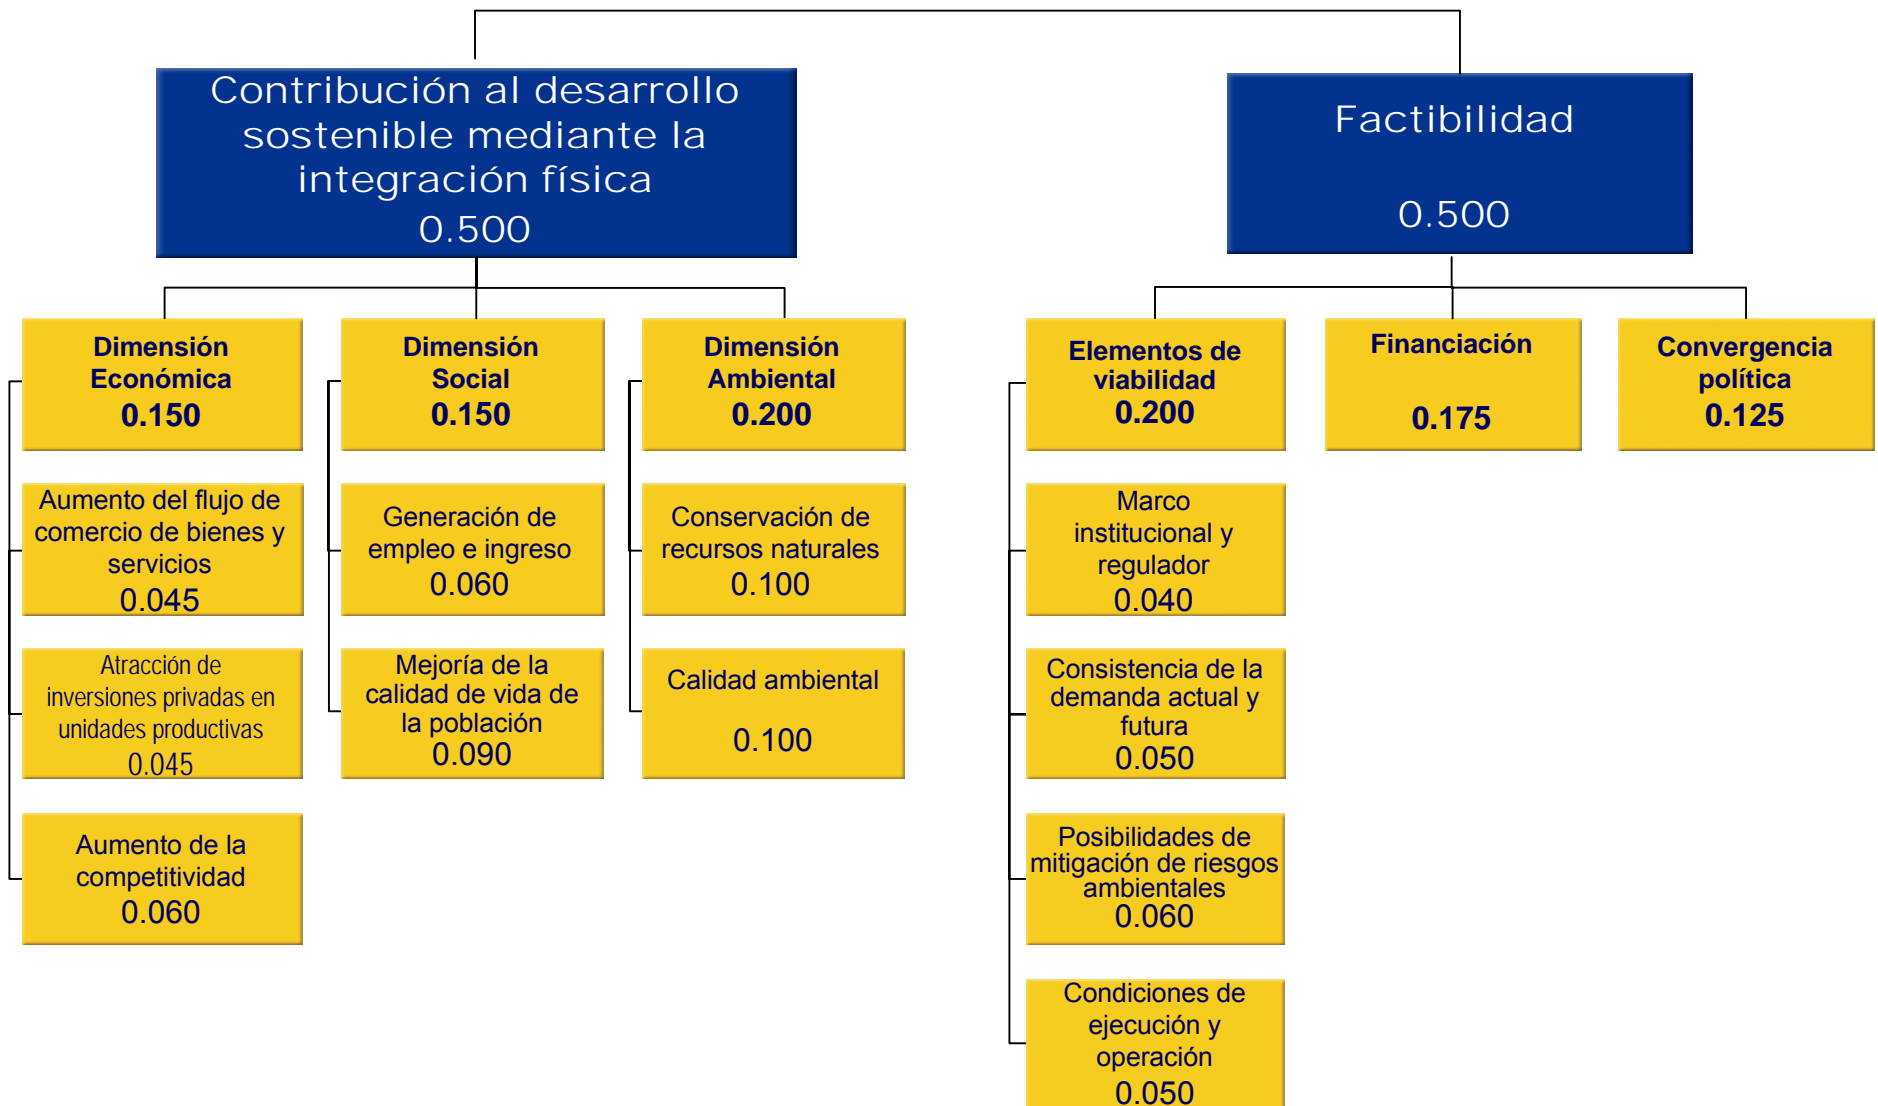 Contribución al desarrollo
sostenible mediante la
integración física
0.500
Factibilidad
0.500
Dimensión
Económica
0.150
Dimensión
Social
0.150
Dimensión
Ambiental
0.200
Elementos de
viabilidad
0.200
Financiación
0.175
Convergencia
política
0.125
Aumento del flujo de
comercio de bienes y
servicios
0.045
Generación de
empleo e ingreso
0.060
Conservación de
recursos naturales
0.100
Marco
institucional y
regulador
0.040
Atracción de
inversiones privadas en
unidades productivas
0.045
Mejoría de la
calidad de vida de
la población
0.090
Calidad ambiental
0.100
Consistencia de la
demanda actual y
futura
0.050
Aumento de la
competitividad
0.060
Posibilidades de
mitigación de riesgos
ambientales
0.060
Condiciones de
ejecución y
operación
0.050